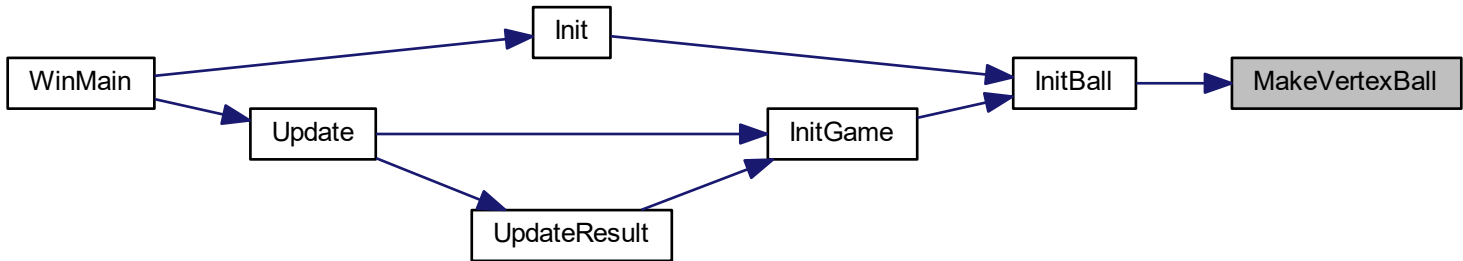 WinMain
Init
Update
UpdateResult
InitGame
InitBall
MakeVertexBall